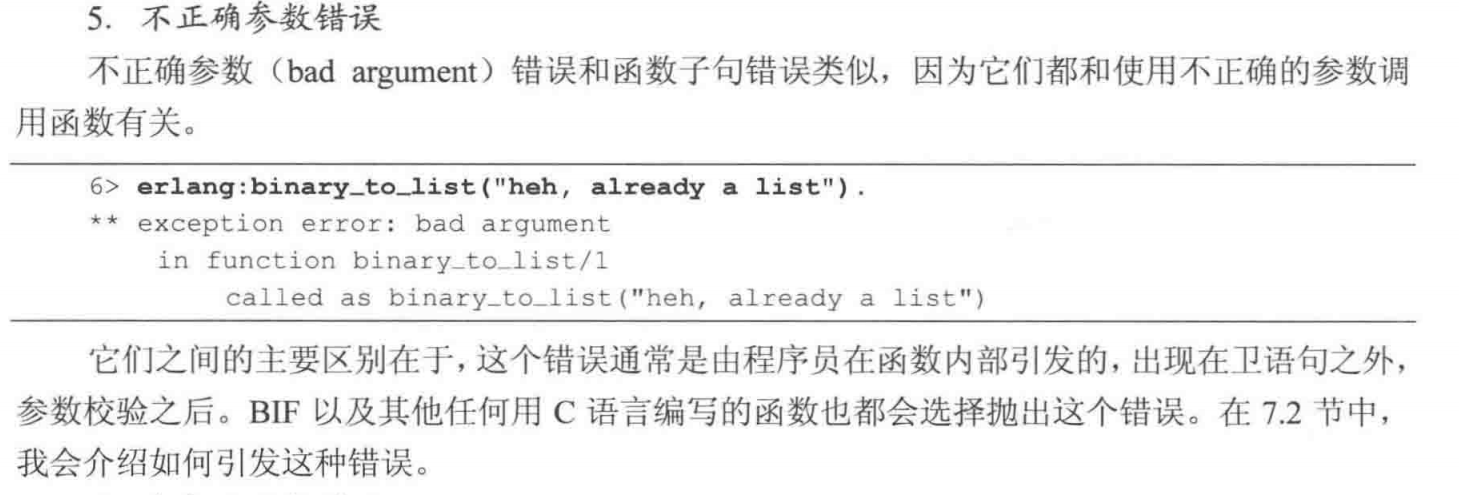 5. 不正确参数错误
不正确参数（bad argument）错误和函数子句错误类似，因为它们都和使用不正确的参数调
用函数有关。
6> erlang:binary_to_list("heh, already a list").
** exception error: bad argument
in function binary_to_list/1
called as binary_to_list("heh, already a list")
它们之间的主要区别在于，这个错误通常是由程序员在函数内部引发的，出现在卫语句之外，
参数校验之后。BIF 以及其他任何用 C 语言编写的函数也都会选择抛出这个错误。在 7.2 节中，
我会介绍如何引发这种错误。